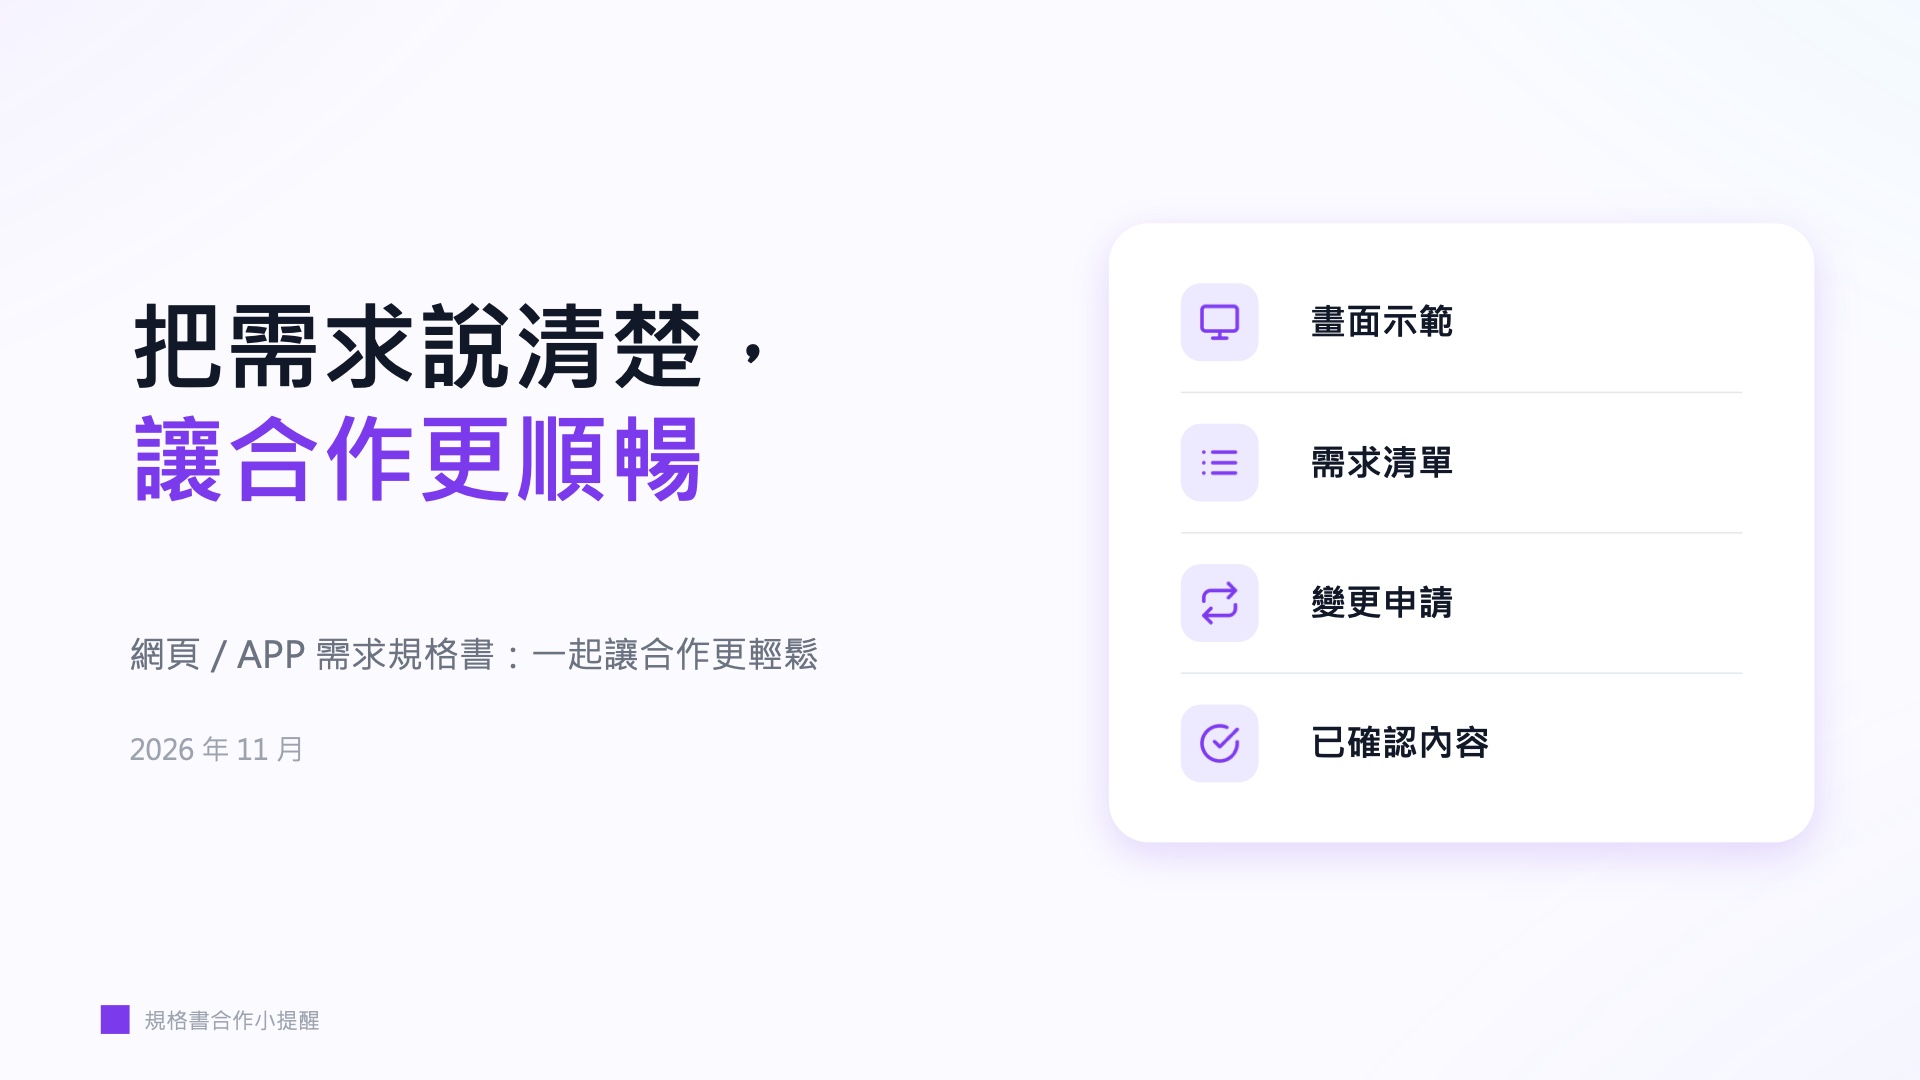 把需求說清楚，
讓合作更順暢
網頁 / APP 需求規格書：一起讓合作更輕鬆
2026 年 11 月
畫面示範
需求清單
變更申請
已確認內容
規格書合作小提醒